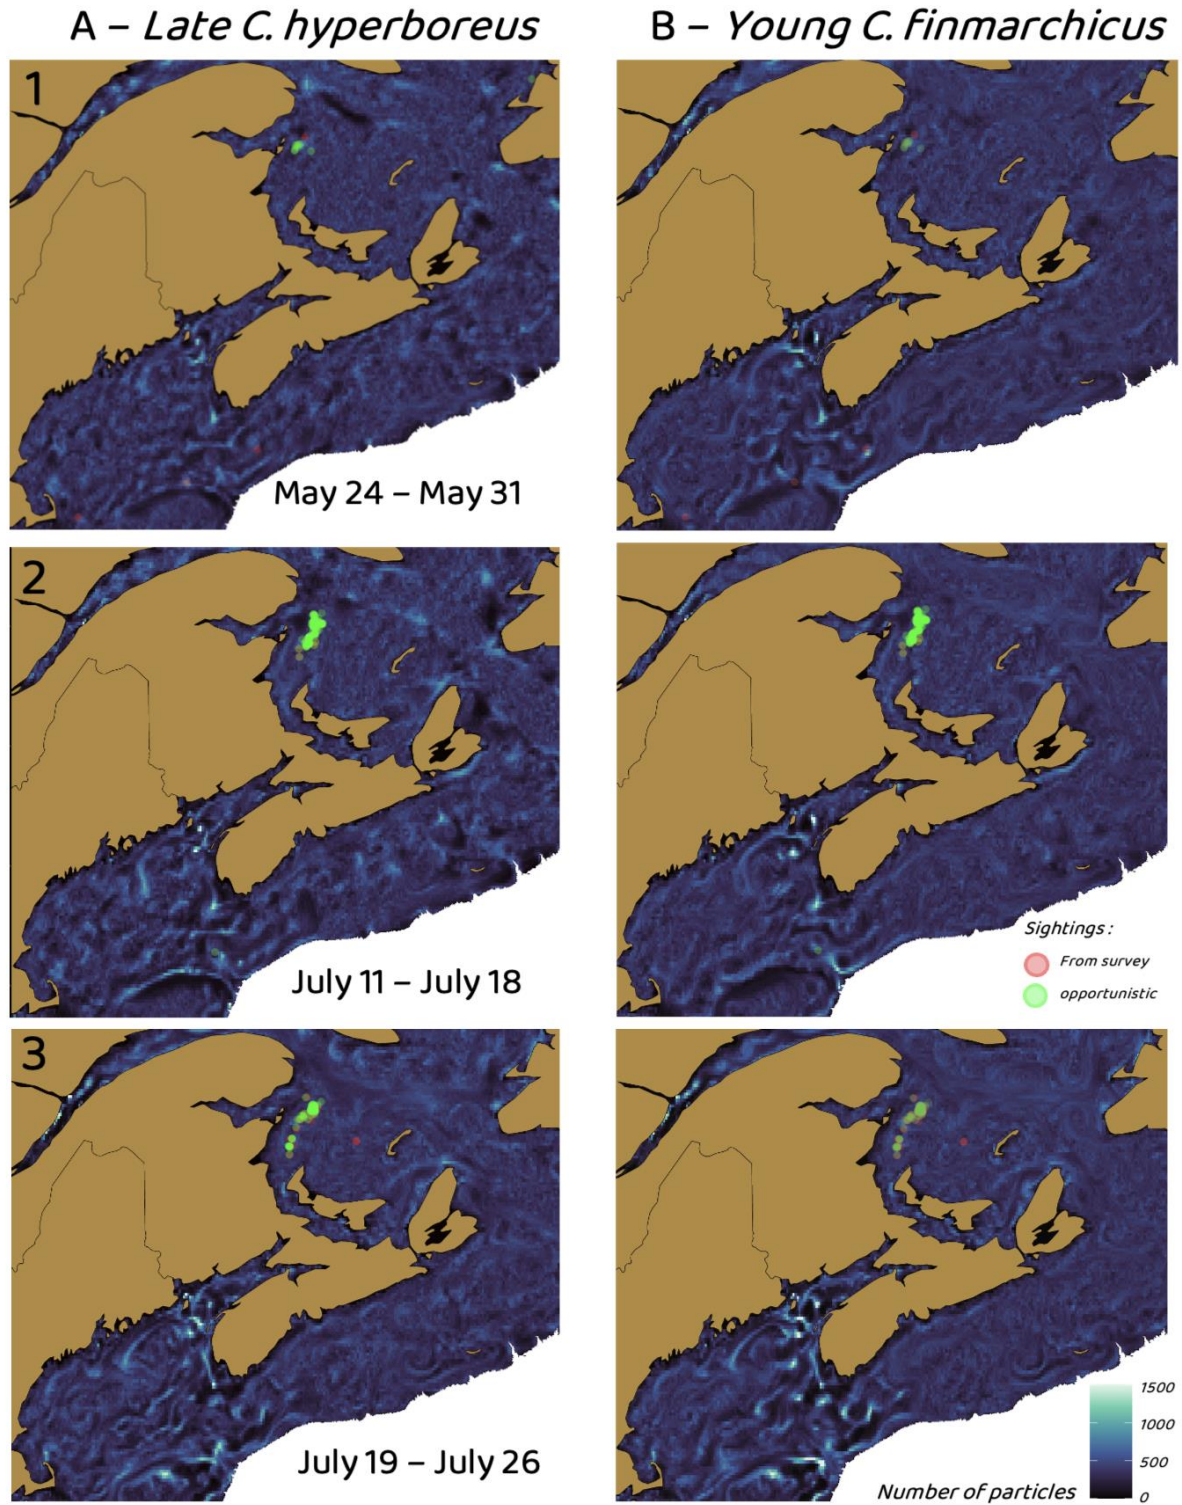 A – Late C. hyperboreus
B – Young C. finmarchicus
1
May 24 – May 31
2
July 11 – July 18
Sightings :
From survey
opportunistic
3
July 19 – July 26
1500
1000
500
0
Number of particles